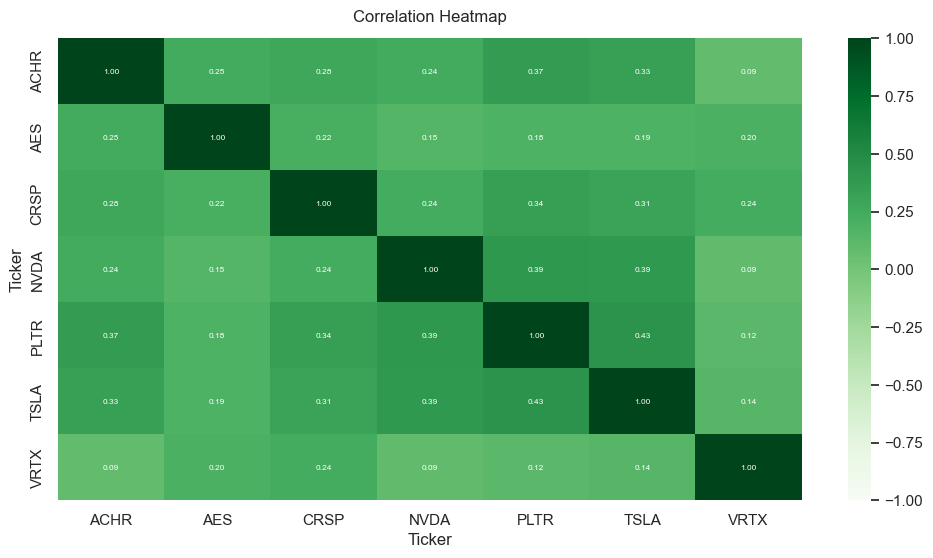 Correlation Heatmap
Ticker
ACHR 1.00 0.25 0.28 0.24 0.37 0.33 0.09
AES 0.25 1.00 0.22 0.15 0.18 0.19 0.20
CRSP 0.28 0.22 1.00 0.24 0.34 0.31 0.24
NVDA 0.24 0.15 0.24 1.00 0.39 0.39 0.09
PLTR 0.37 0.18 0.34 0.39 1.00 0.43 0.12
TSLA 0.33 0.19 0.31 0.39 0.43 1.00 0.14
VRTX 0.09 0.20 0.24 0.09 0.12 0.14 1.00
ACHR AES CRSP NVDA PLTR TSLA VRTX
Ticker
1.00
0.75
0.50
0.25
0.00
−0.25
−0.50
−0.75
−1.00